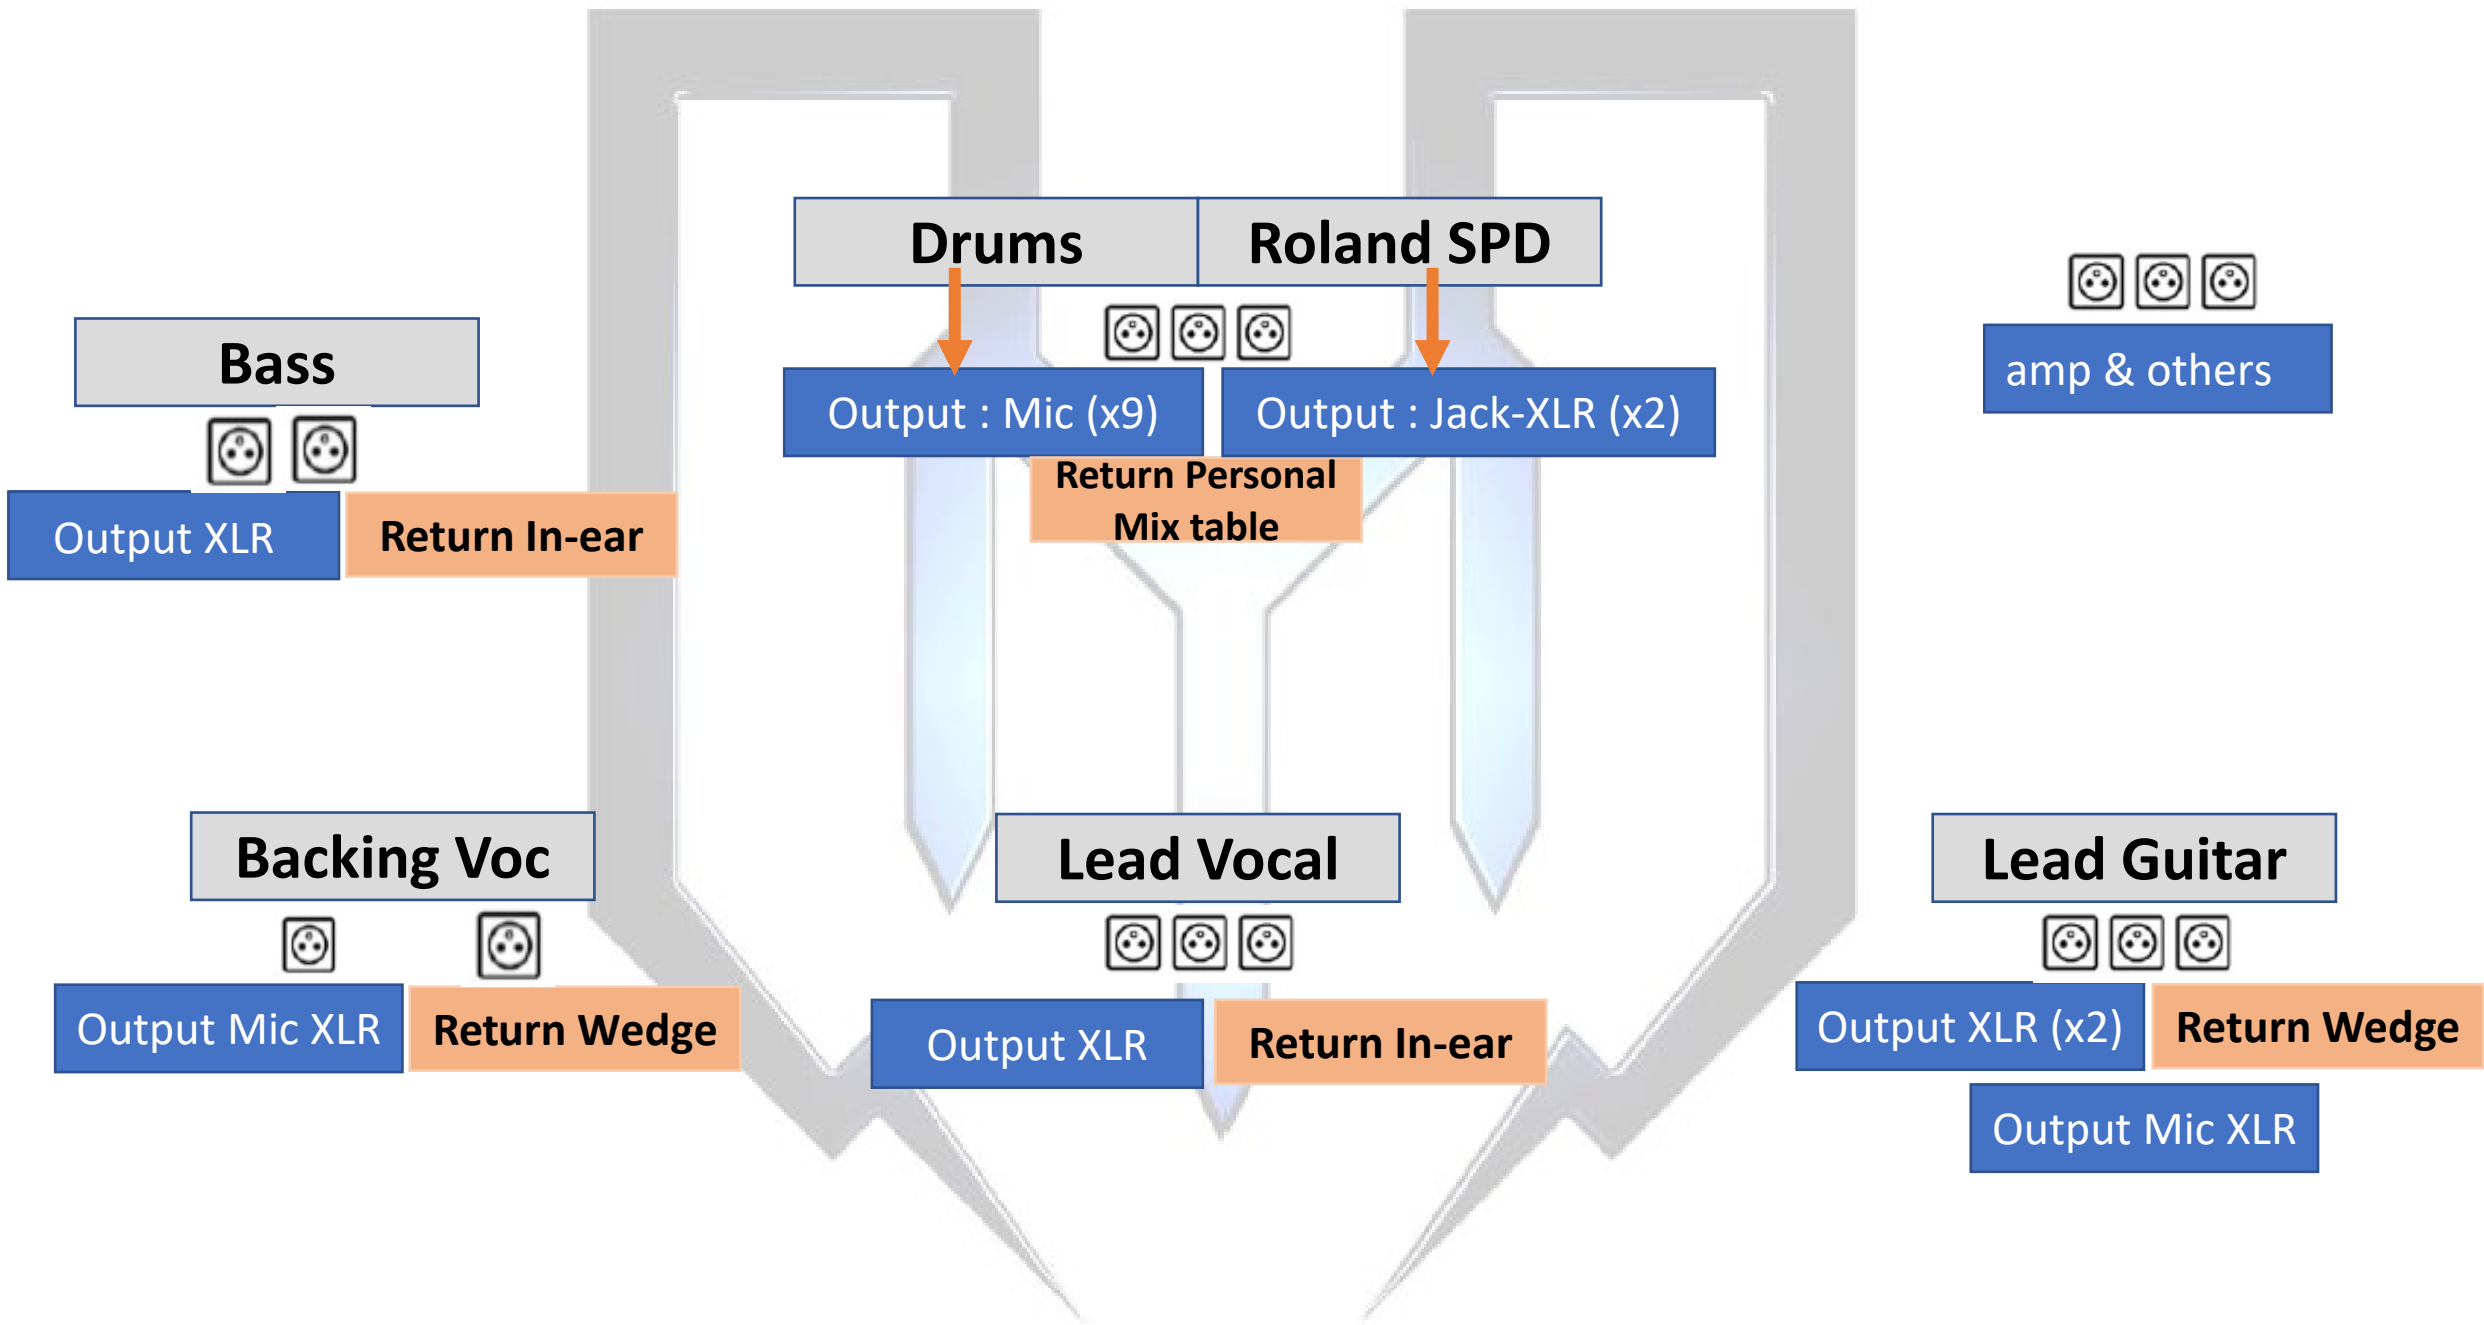 Drums
Roland SPD
Bass
amp & others
Output : Mic (x9)
Output : Jack-XLR (x2)
Return Personal
Mix table
Output XLR
Return In-ear
Backing Voc
Lead Vocal
Lead Guitar
Output Mic XLR
Return Wedge
Output XLR
Return In-ear
Output XLR (x2)
Return Wedge
Output Mic XLR